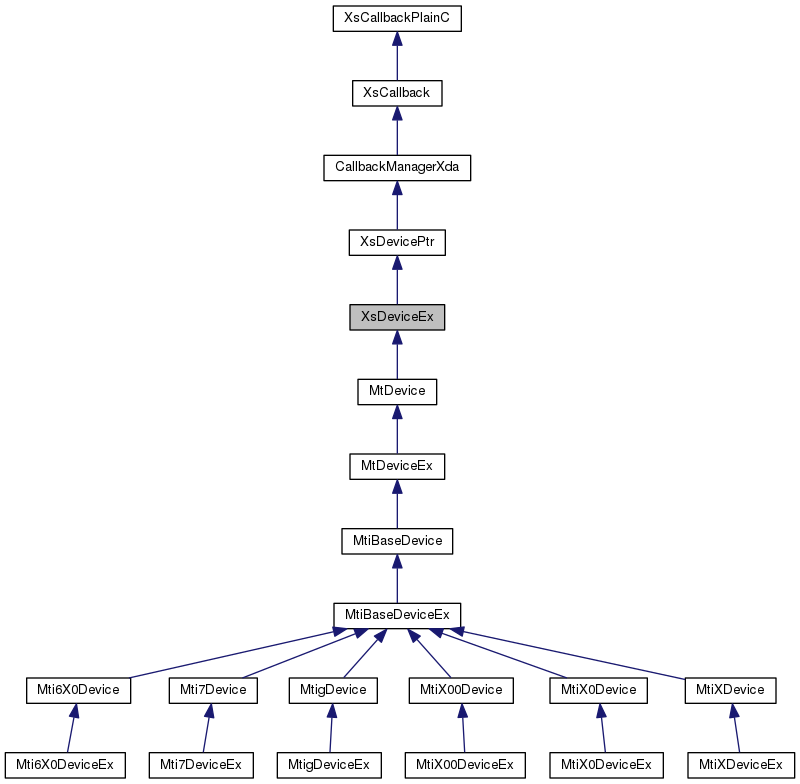 XsCallbackPlainC
XsCallback
CallbackManagerXda
XsDevicePtr
XsDeviceEx
MtDevice
MtDeviceEx
MtiBaseDevice
MtiBaseDeviceEx
Mti6X0Device
Mti7Device
MtigDevice
MtiX00Device
MtiX0Device
MtiXDevice
Mti6X0DeviceEx
Mti7DeviceEx
MtigDeviceEx
MtiX00DeviceEx
MtiX0DeviceEx
MtiXDeviceEx